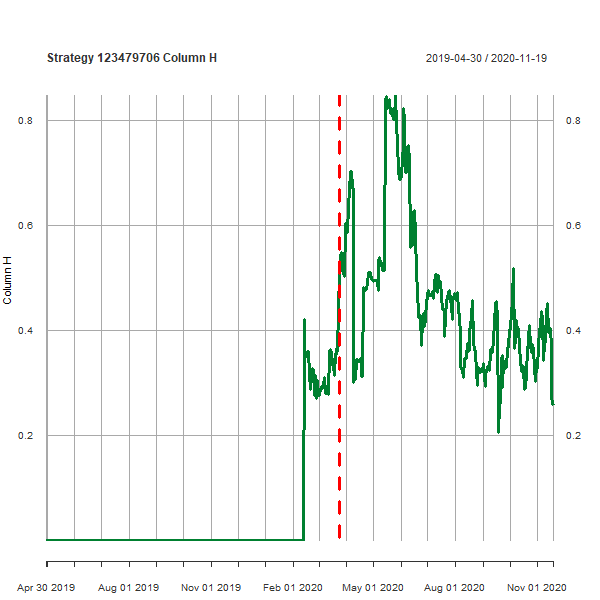 Strategy 123479706 Column H
2019-04-30 / 2020-11-19
0.8
0.8
0.6
0.6
0.4
0.4
0.2
0.2
Column H
Apr 30 2019
Aug 01 2019
Nov 01 2019
Feb 01 2020
May 01 2020
Aug 01 2020
Nov 01 2020